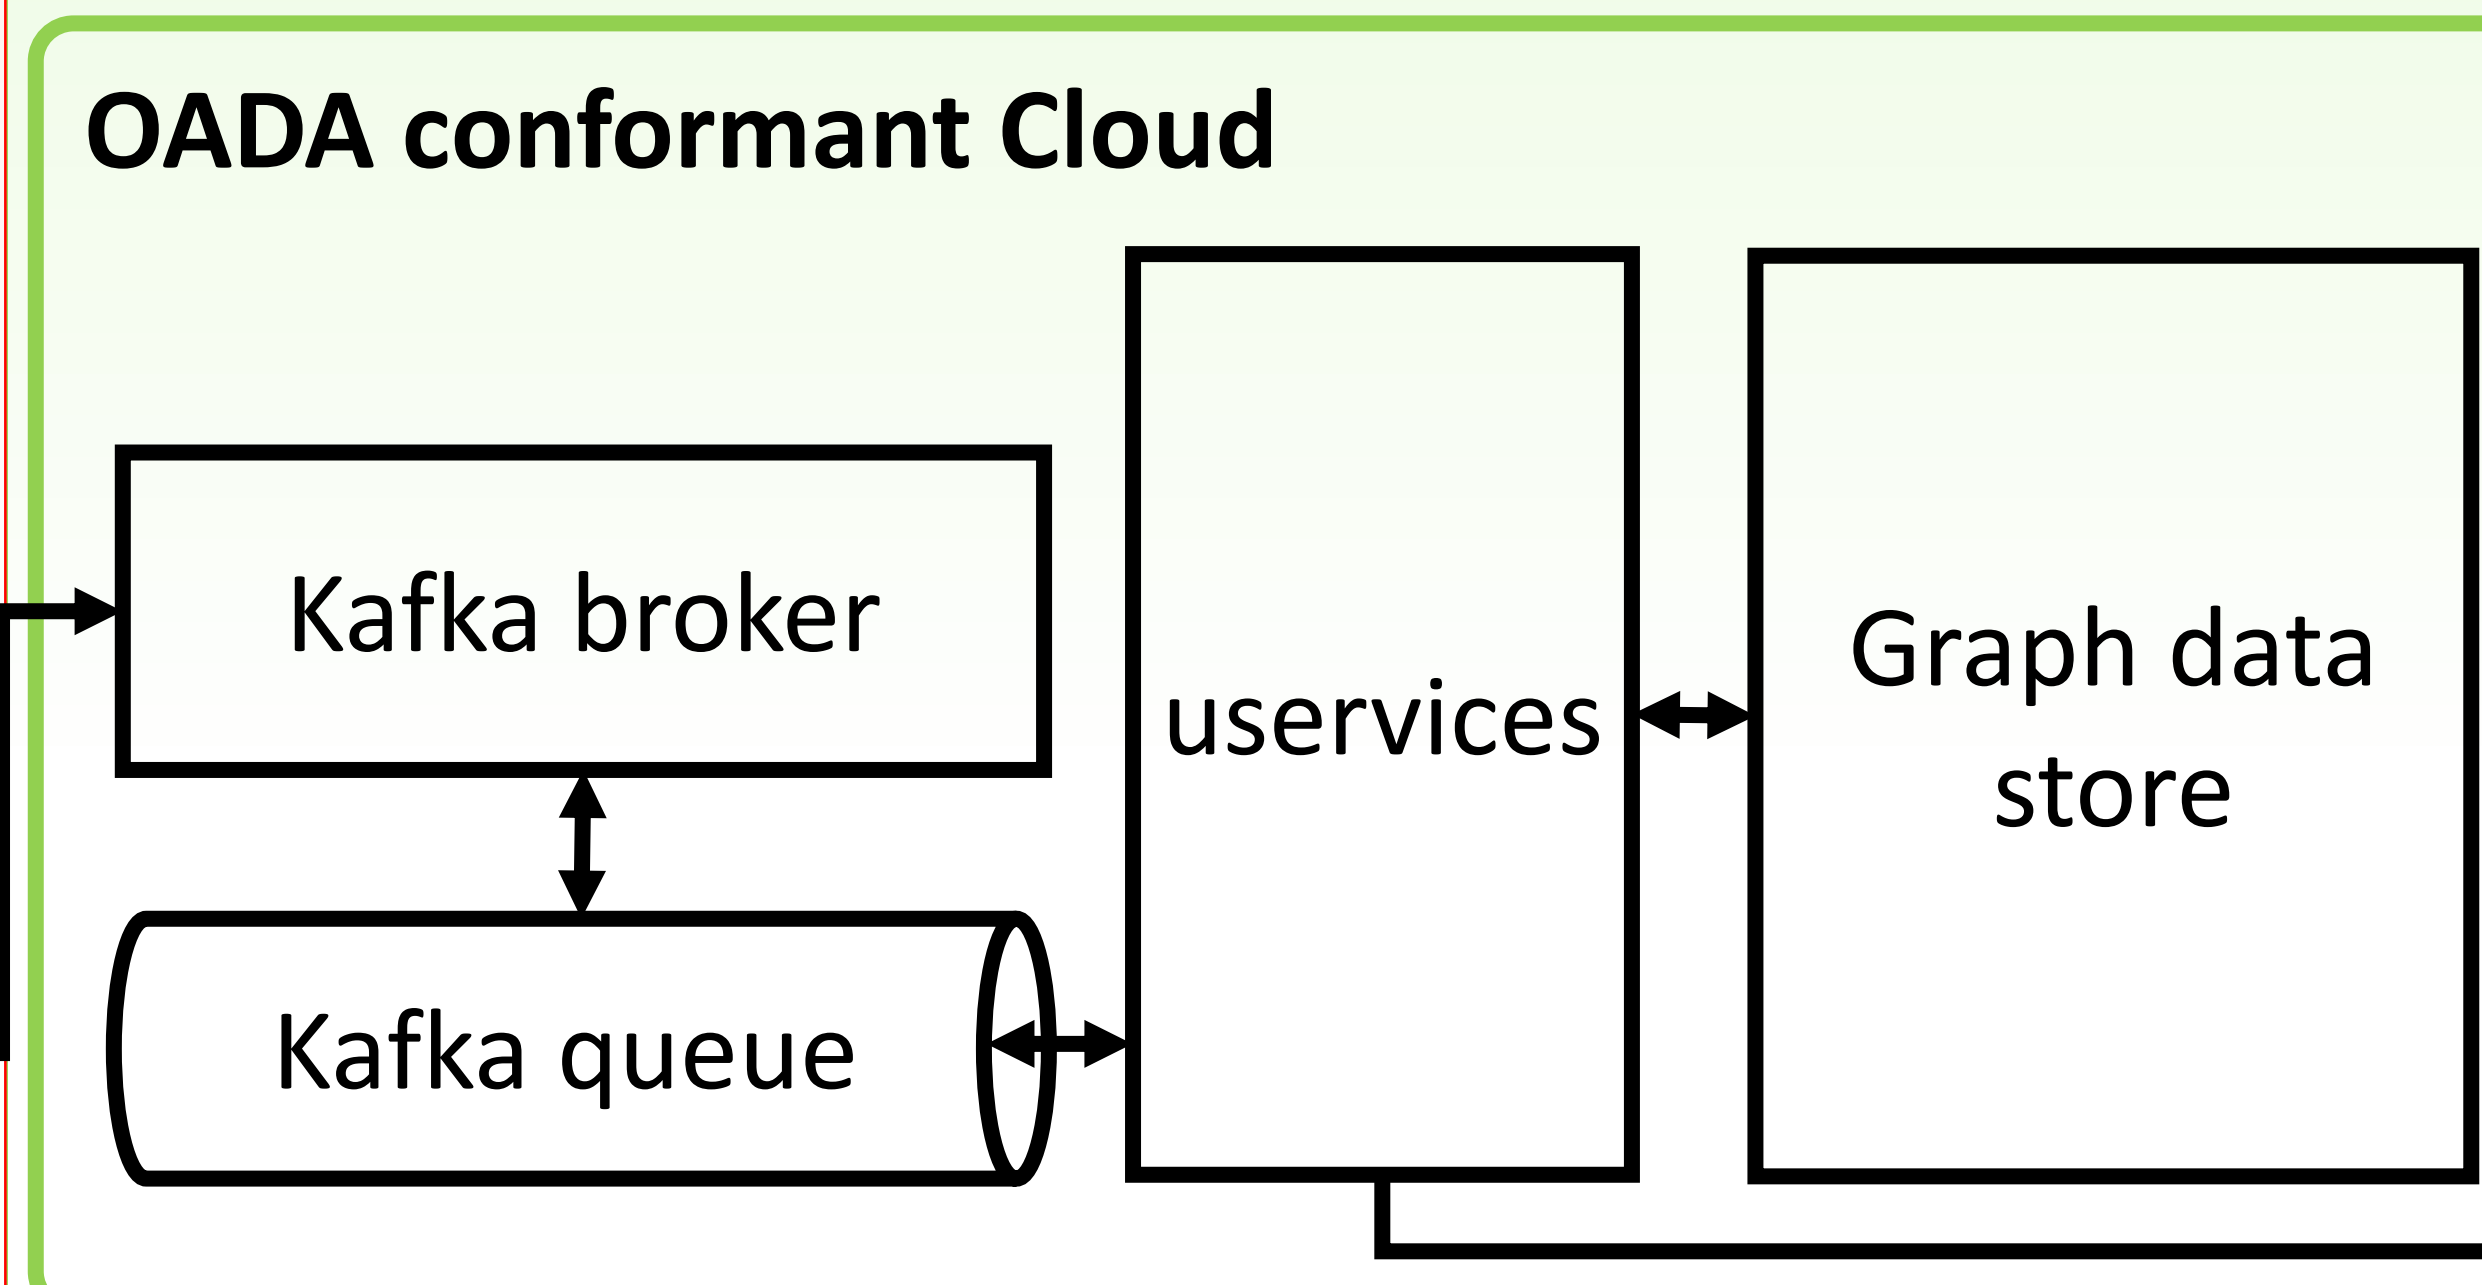 OADA conformant Cloud
Kafka broker
Kafka queue
uservices
Graph data
store